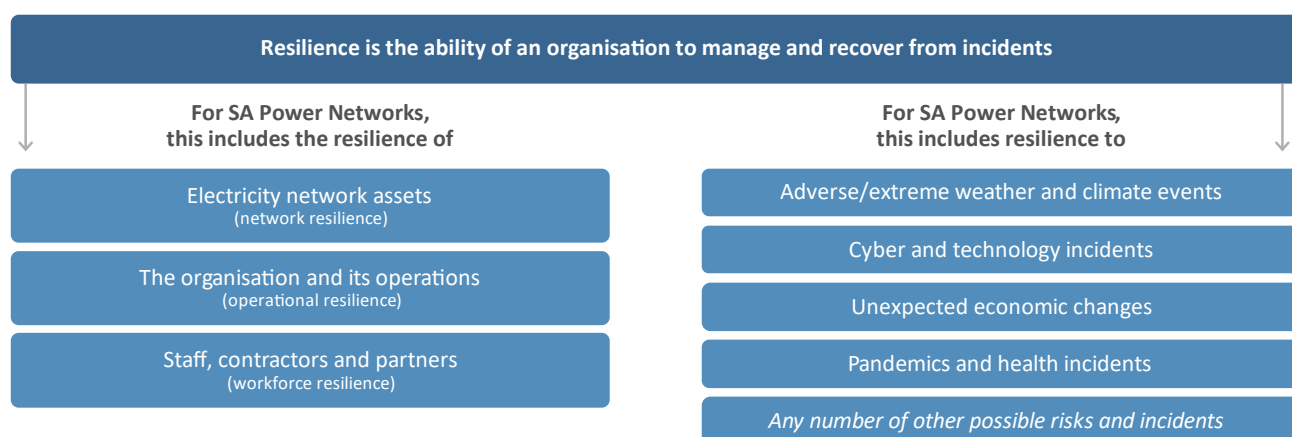 Resilience is the ability of an organisation to manage and recover from incidents
For SA Power Networks,
this includes the resilience of
Electricity network assets
(network resilience)
The organisation and its operations
(operational resilience)
Staff, contractors and partners
(workforce resilience)
For SA Power Networks,
this includes resilience to
Adverse/extreme weather and climate events
Cyber and technology incidents
Unexpected economic changes
Pandemics and health incidents
Any number of other possible risks and incidents